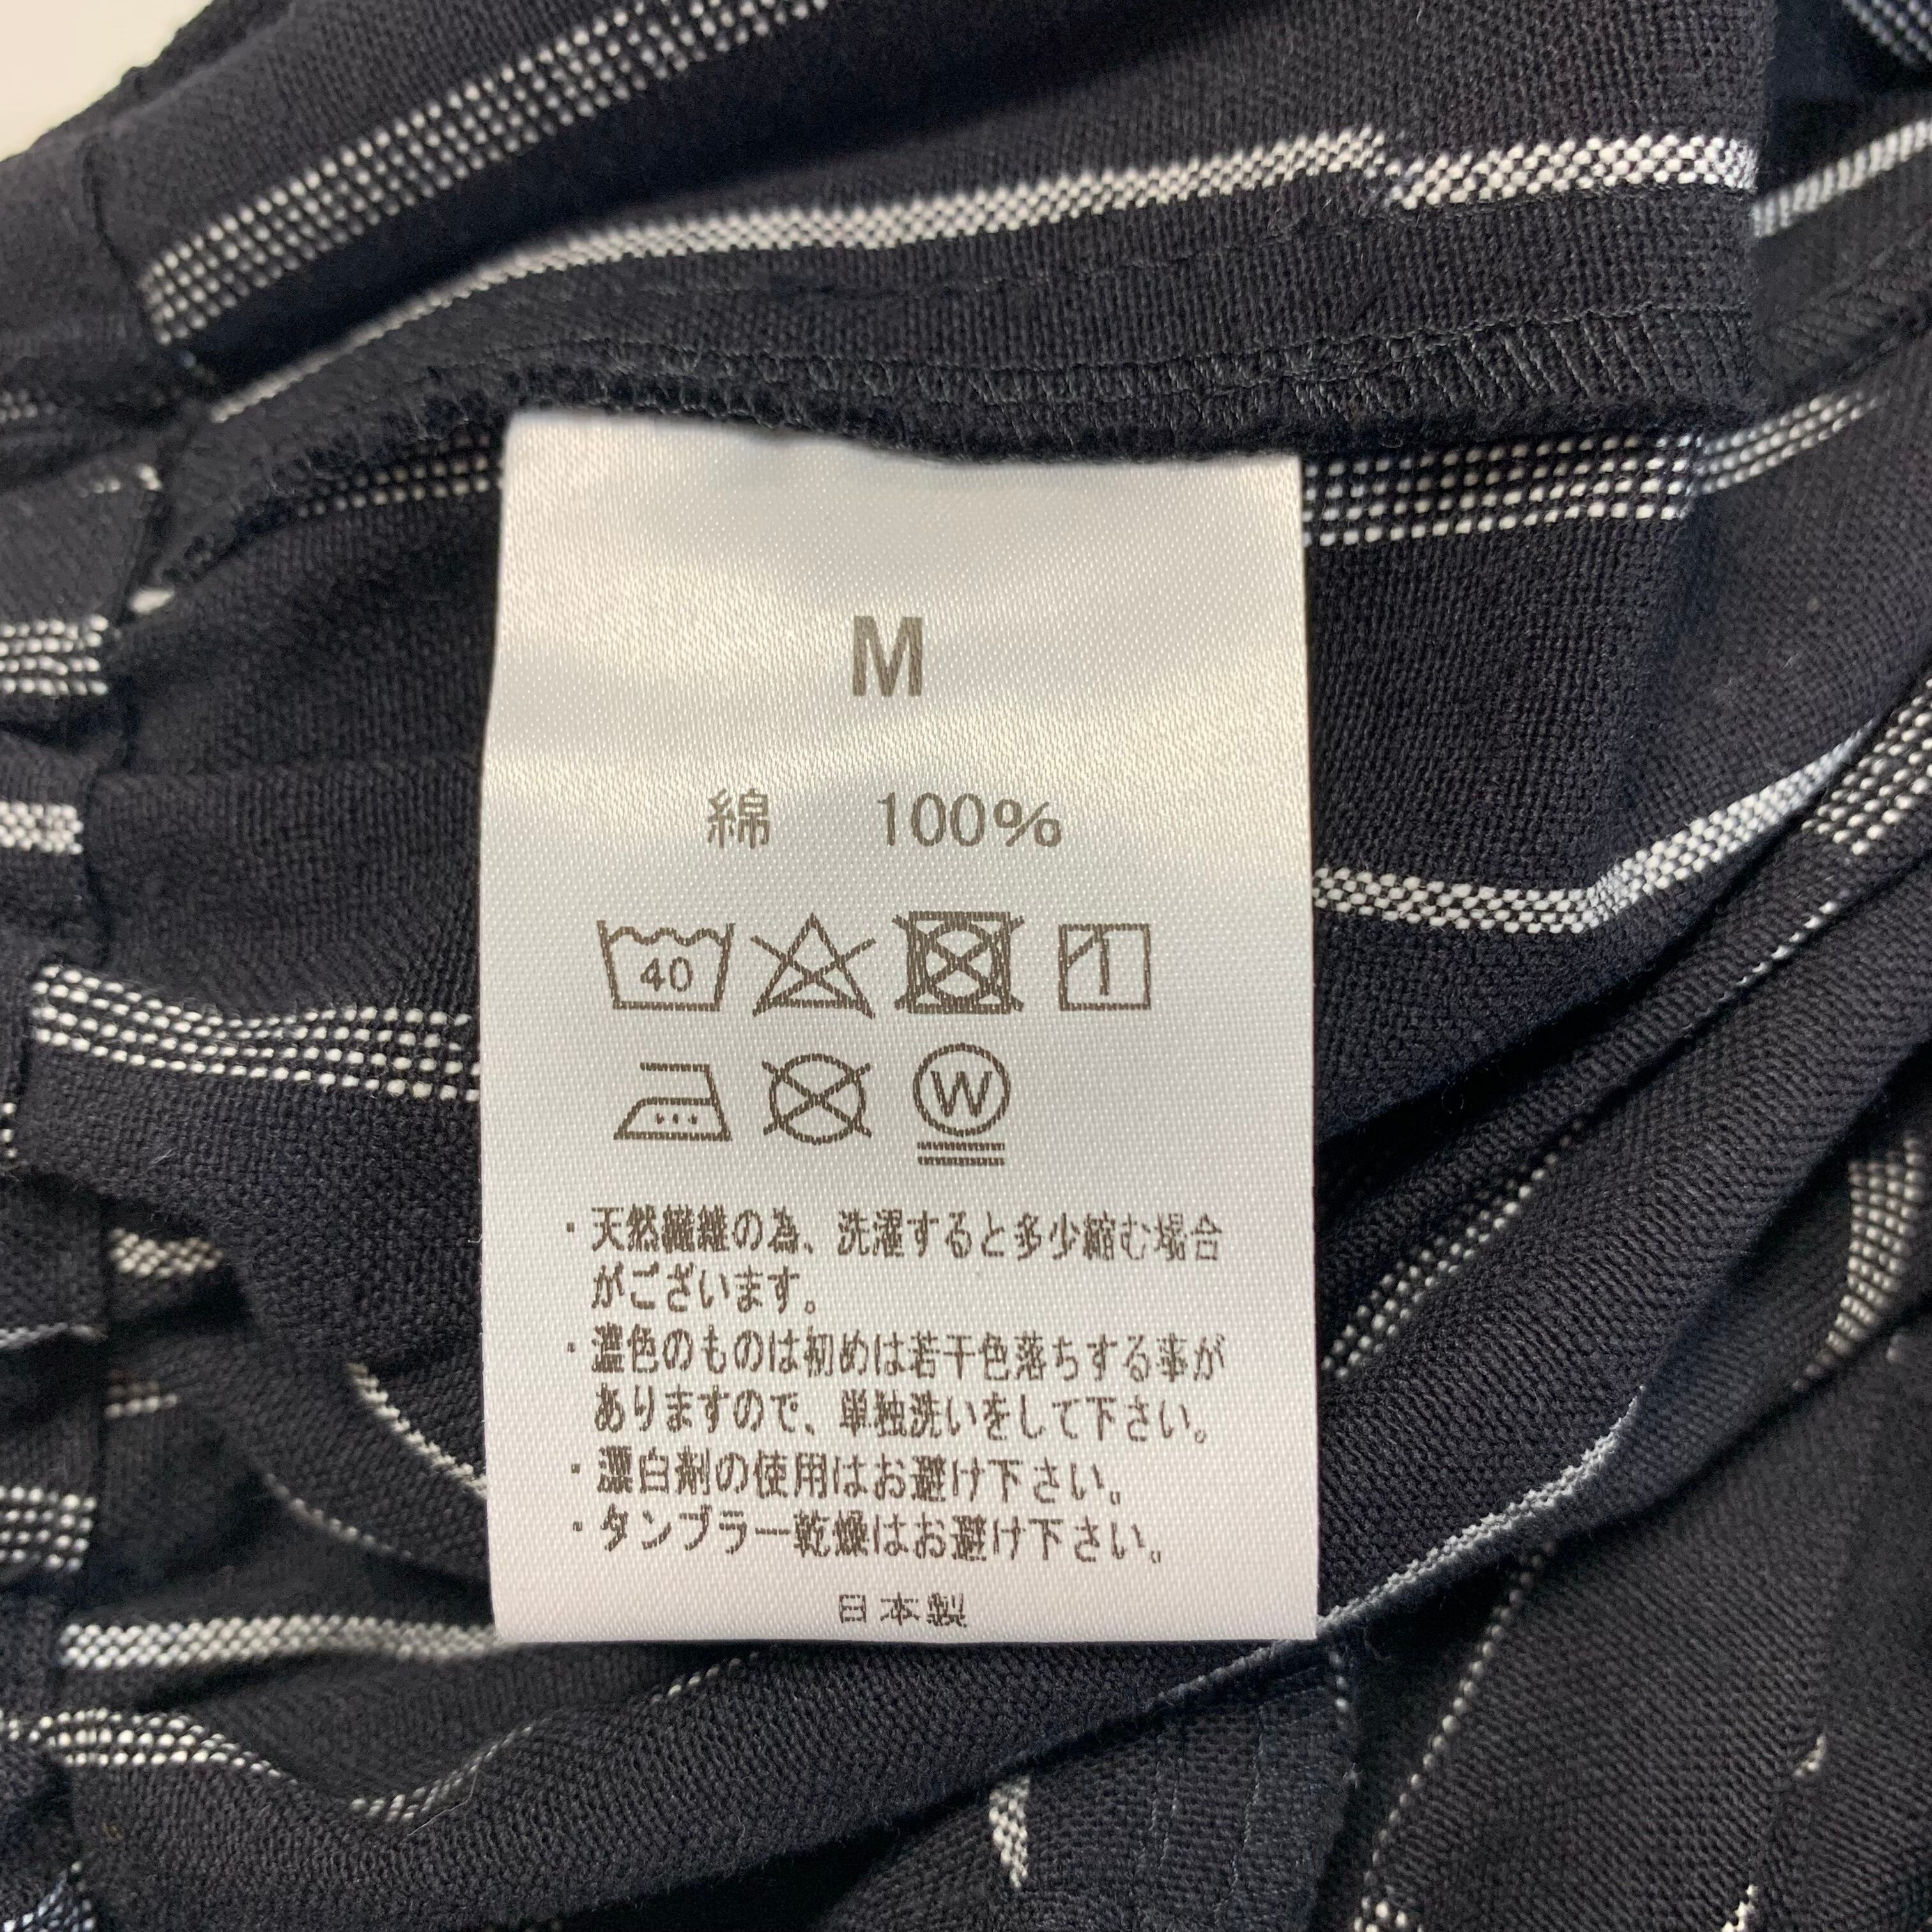 M
綿 100%
40
W
・天然繊維の為、洗濯すると多少縮む場合
がございます。
・濃色のものは初めは若干色落ちする事が
ありますので、単独洗いをして下さい。
・漂白剤の使用はお避け下さい。
・タンブラー乾燥はお避け下さい。
日本製